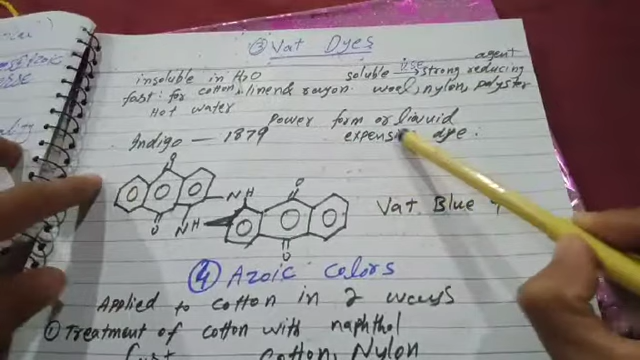 ③ Vat Dyes
insoluble in H₂O soluble use strong reducing agent
fast: for cotton, linen & rayon. wool, nylon, polyster
Hot water
Power form or liquid
Indigo — 1879 expensive dye.
O
NH
O
O
NH
O
Vat Blue 4
④ Azoic colors
Applied to cotton in 2 ways
① Treatment of cotton with naphthol
Cotton, Nylon